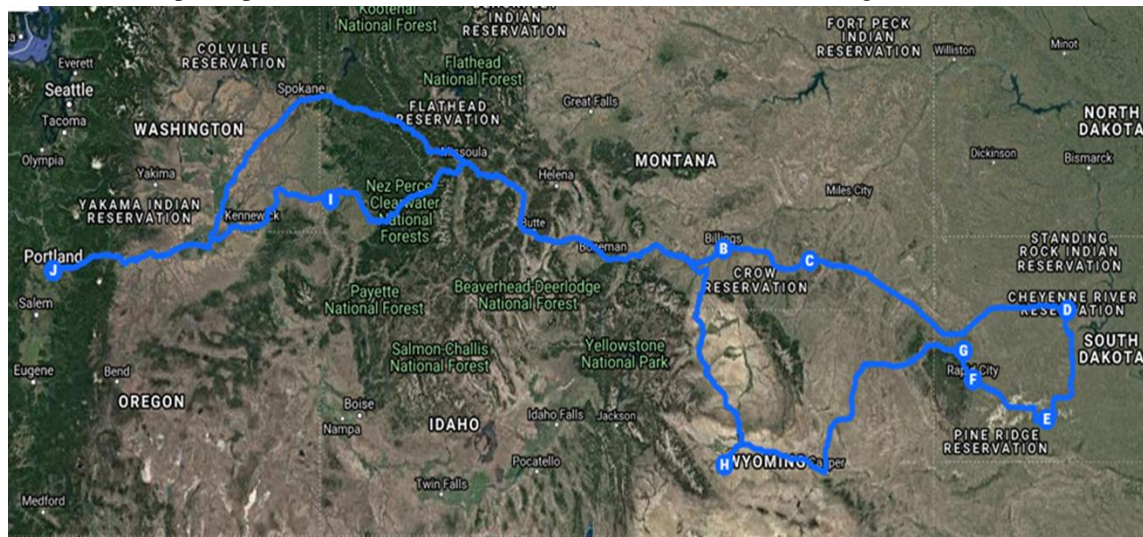 Kootenai
National Forest
INDIAN
RESERVATION
FORT PECK
INDIAN
RESERVATION
Williston
Minot
COLVILLE
RESERVATION
Everett
Seattle
Tacoma
Olympia
Spokane
Flathead
National Forest
FLATHEAD
RESERVATION
Great Falls
NORTH
DAKOTA
WASHINGTON
Yakima
Missoula
Helena
MONTANA
Dickinson
Bismarck
Miles City
YAKAMA INDIAN
RESERVATION
Kennewick
I
Nez Perce-
Clearwater
National
Forests
Butte
Bozeman
Billings
B
C
CROW
RESERVATION
STANDING
ROCK INDIAN
RESERVATION
Portland
J
Salem
Payette
National Forest
Beaverhead-Deerlodge
National Forest
CHEYENNE RIVER
RESERVATION
D
SOUTH
DAKOTA
Eugene
Bend
OREGON
Salmon-Challis
National Forest
Yellowstone
National Park
G
Rapid City
F
Boise
Nampa
IDAHO
Idaho Falls
Jackson
E
PINE RIDGE
RESERVATION
Pocatello
Twin Falls
H
WYOMING
Casper
Medford